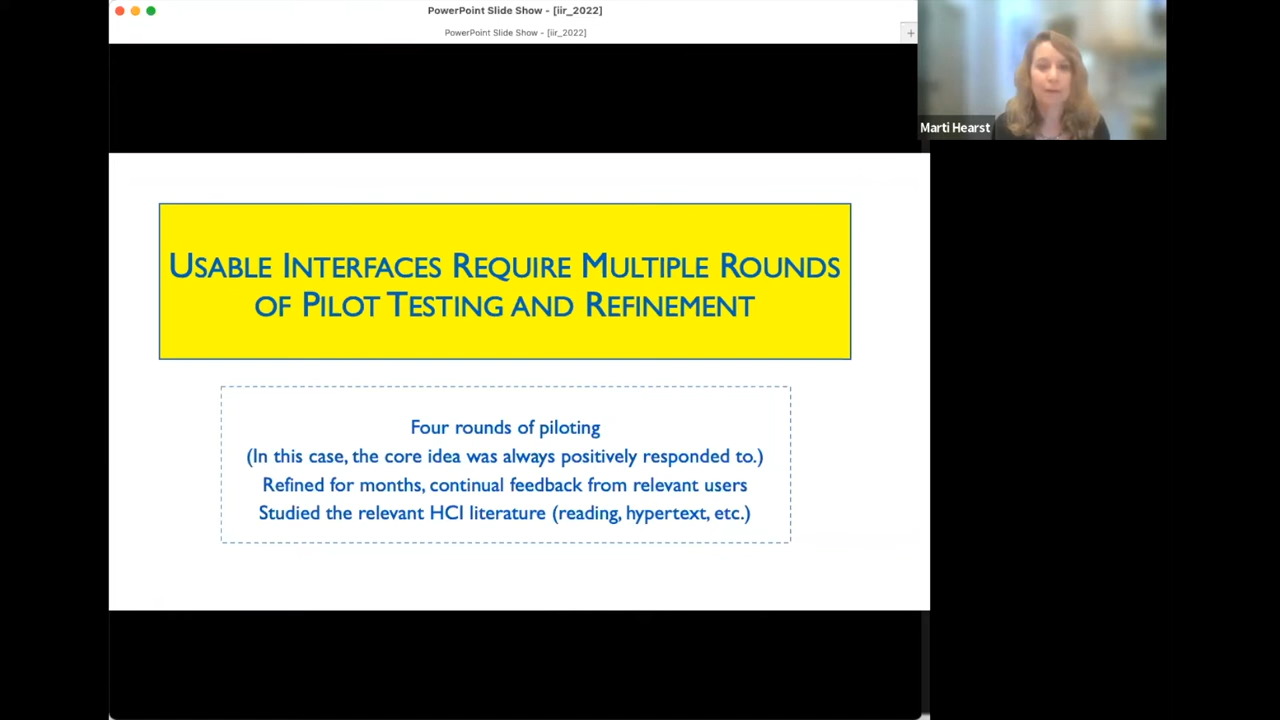 PowerPoint Slide Show - [iir_2022]
PowerPoint Slide Show - [iir_2022]
+
Marti Hearst
USABLE INTERFACES REQUIRE MULTIPLE ROUNDS
OF PILOT TESTING AND REFINEMENT
Four rounds of piloting
(In this case, the core idea was always positively responded to.)
Refined for months, continual feedback from relevant users
Studied the relevant HCI literature (reading, hypertext, etc.)